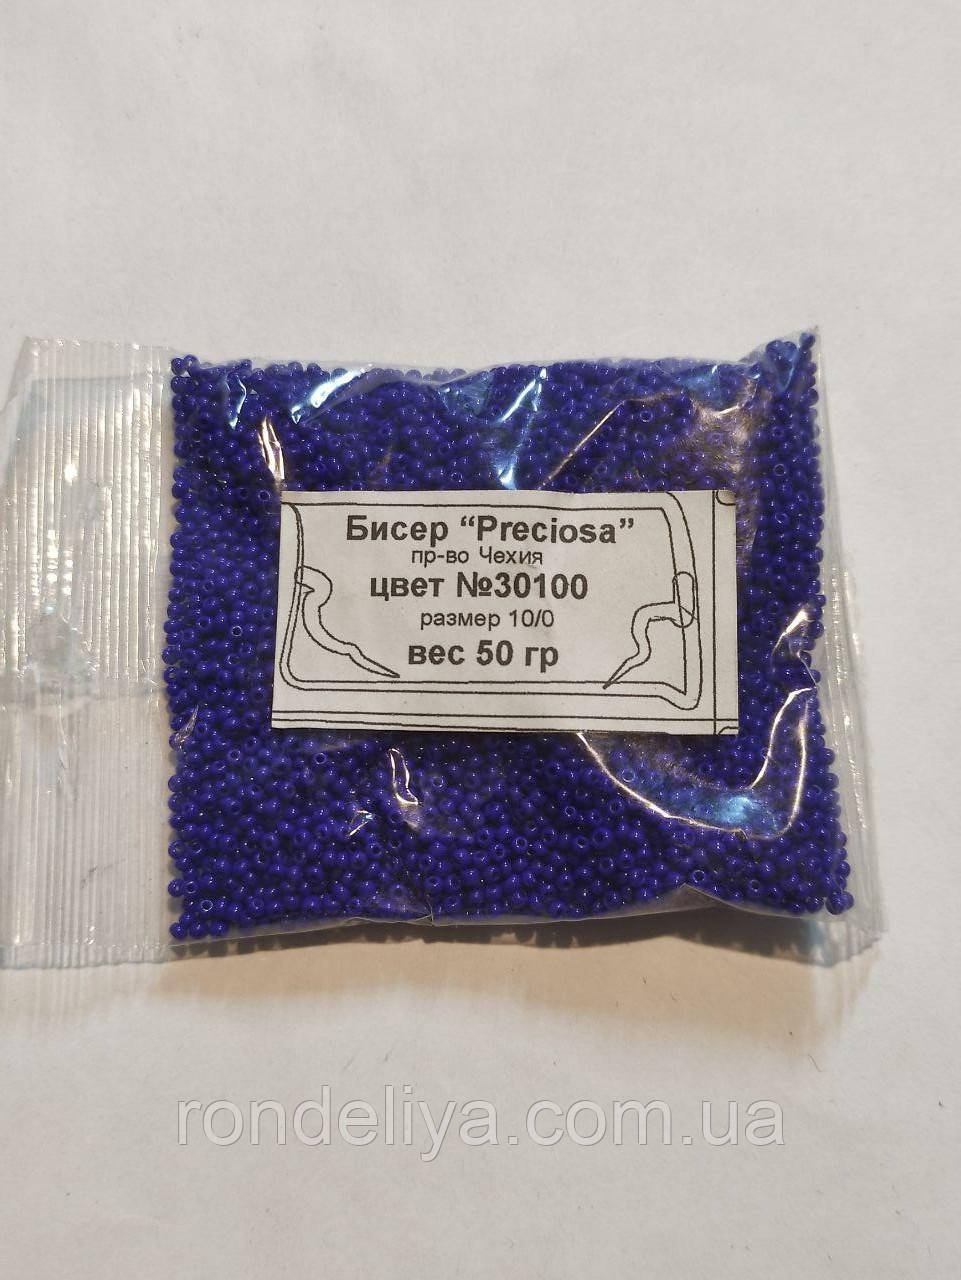 Бисер “Preciosa”
пр-во Чехия
цвет №30100
размер 10/0
вес 50 гр
rondeliya.com.ua